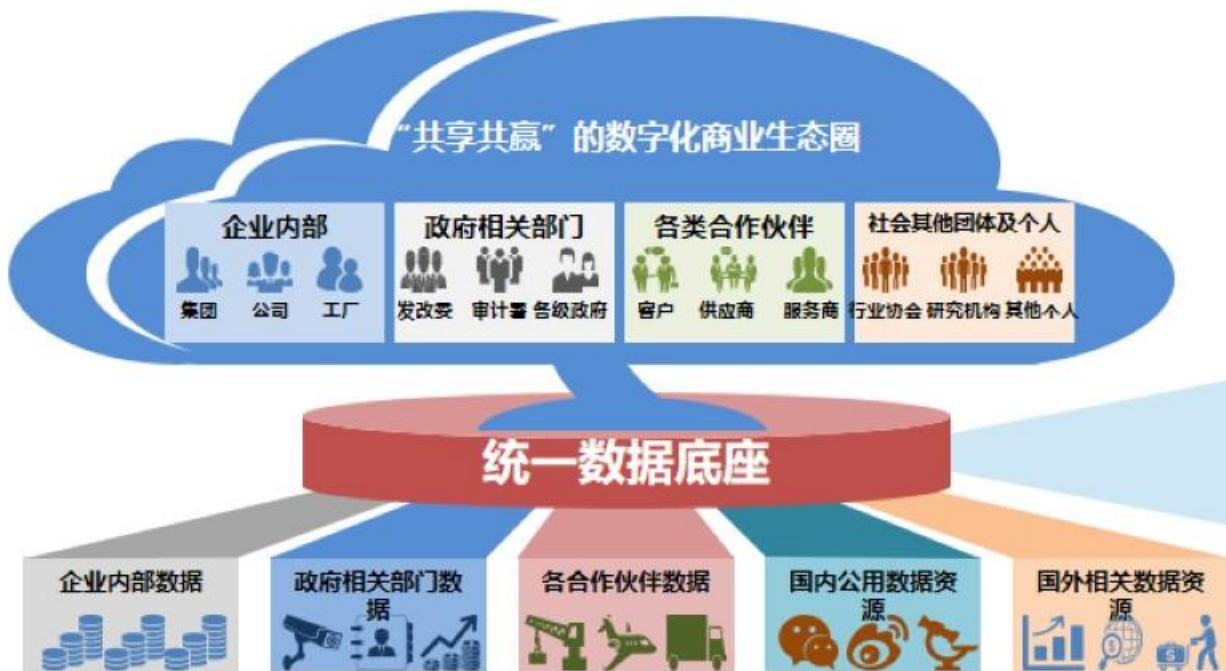 “共享共赢”的数字化商业生态圈
企业内部
集团 公司 工厂
政府相关部门
发改委 审计署 各级政府
各类合作伙伴
客户 供应商 服务商
社会其他团体及个人
行业协会 研究机构 其他个人
统一数据底座
企业内部数据
政府相关部门数
据
各合作伙伴数据
国内公用数据资
源
国外相关数据资
源